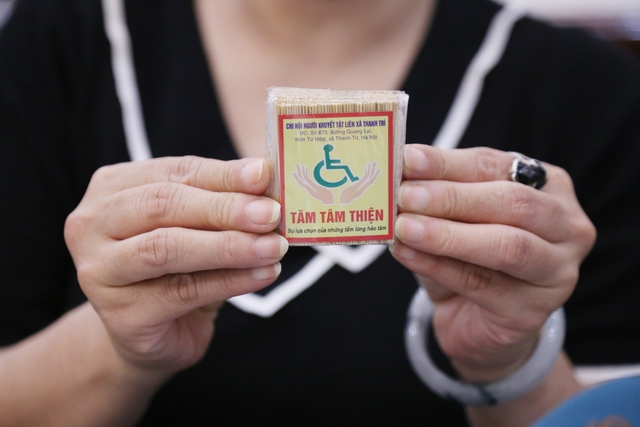 CHI HỘI NGƯỜI KHUYẾT TẬT LIÊN XÃ THANH TRÌ
ĐC: Số 873, đường Quang Lai,
thôn Tứ Hiệp, xã Thanh Trì, Hà Nội
TĂM TÂM THIỆN
Sự lựa chọn của những tấm lòng hảo tâm